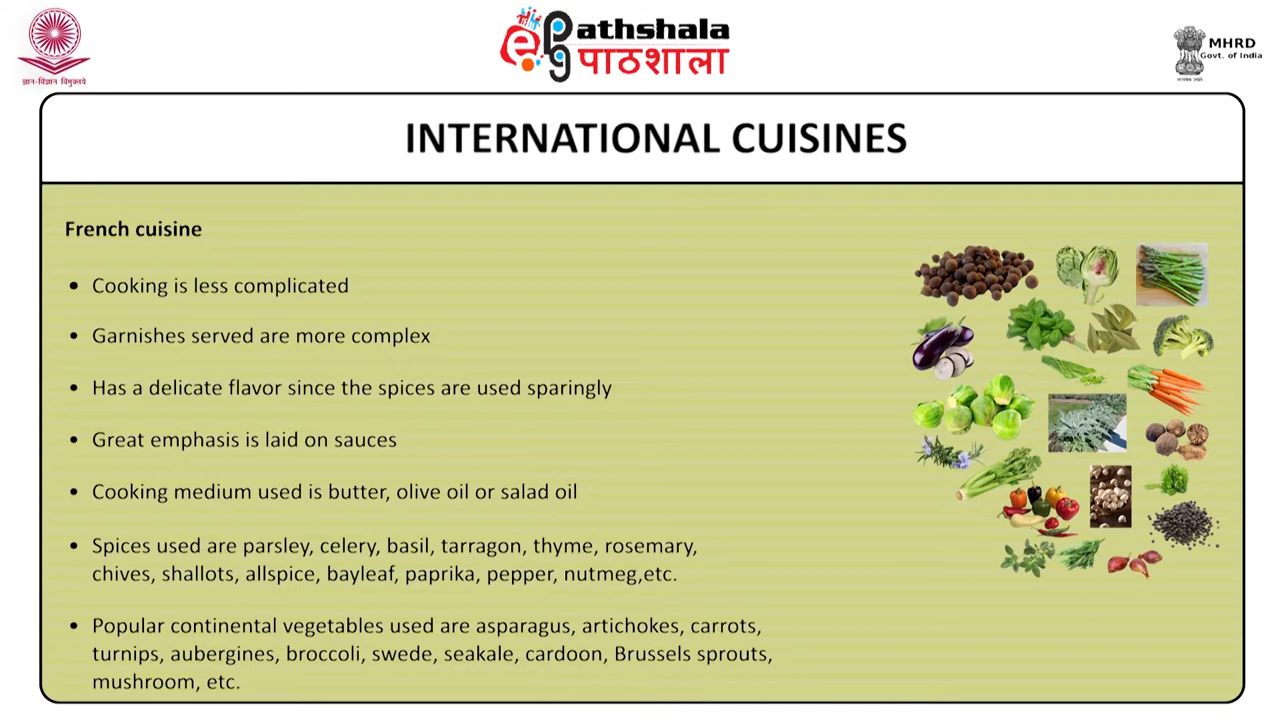 ज्ञान-विज्ञान विमुक्तये
ePG
athshala
पाठशाला
MHRD
Govt. of India
INTERNATIONAL CUISINES
French cuisine
• Cooking is less complicated
• Garnishes served are more complex
• Has a delicate flavor since the spices are used sparingly
• Great emphasis is laid on sauces
• Cooking medium used is butter, olive oil or salad oil
• Spices used are parsley, celery, basil, tarragon, thyme, rosemary,
chives, shallots, allspice, bayleaf, paprika, pepper, nutmeg,etc.
• Popular continental vegetables used are asparagus, artichokes, carrots,
turnips, aubergines, broccoli, swede, seakale, cardoon, Brussels sprouts,
mushroom, etc.